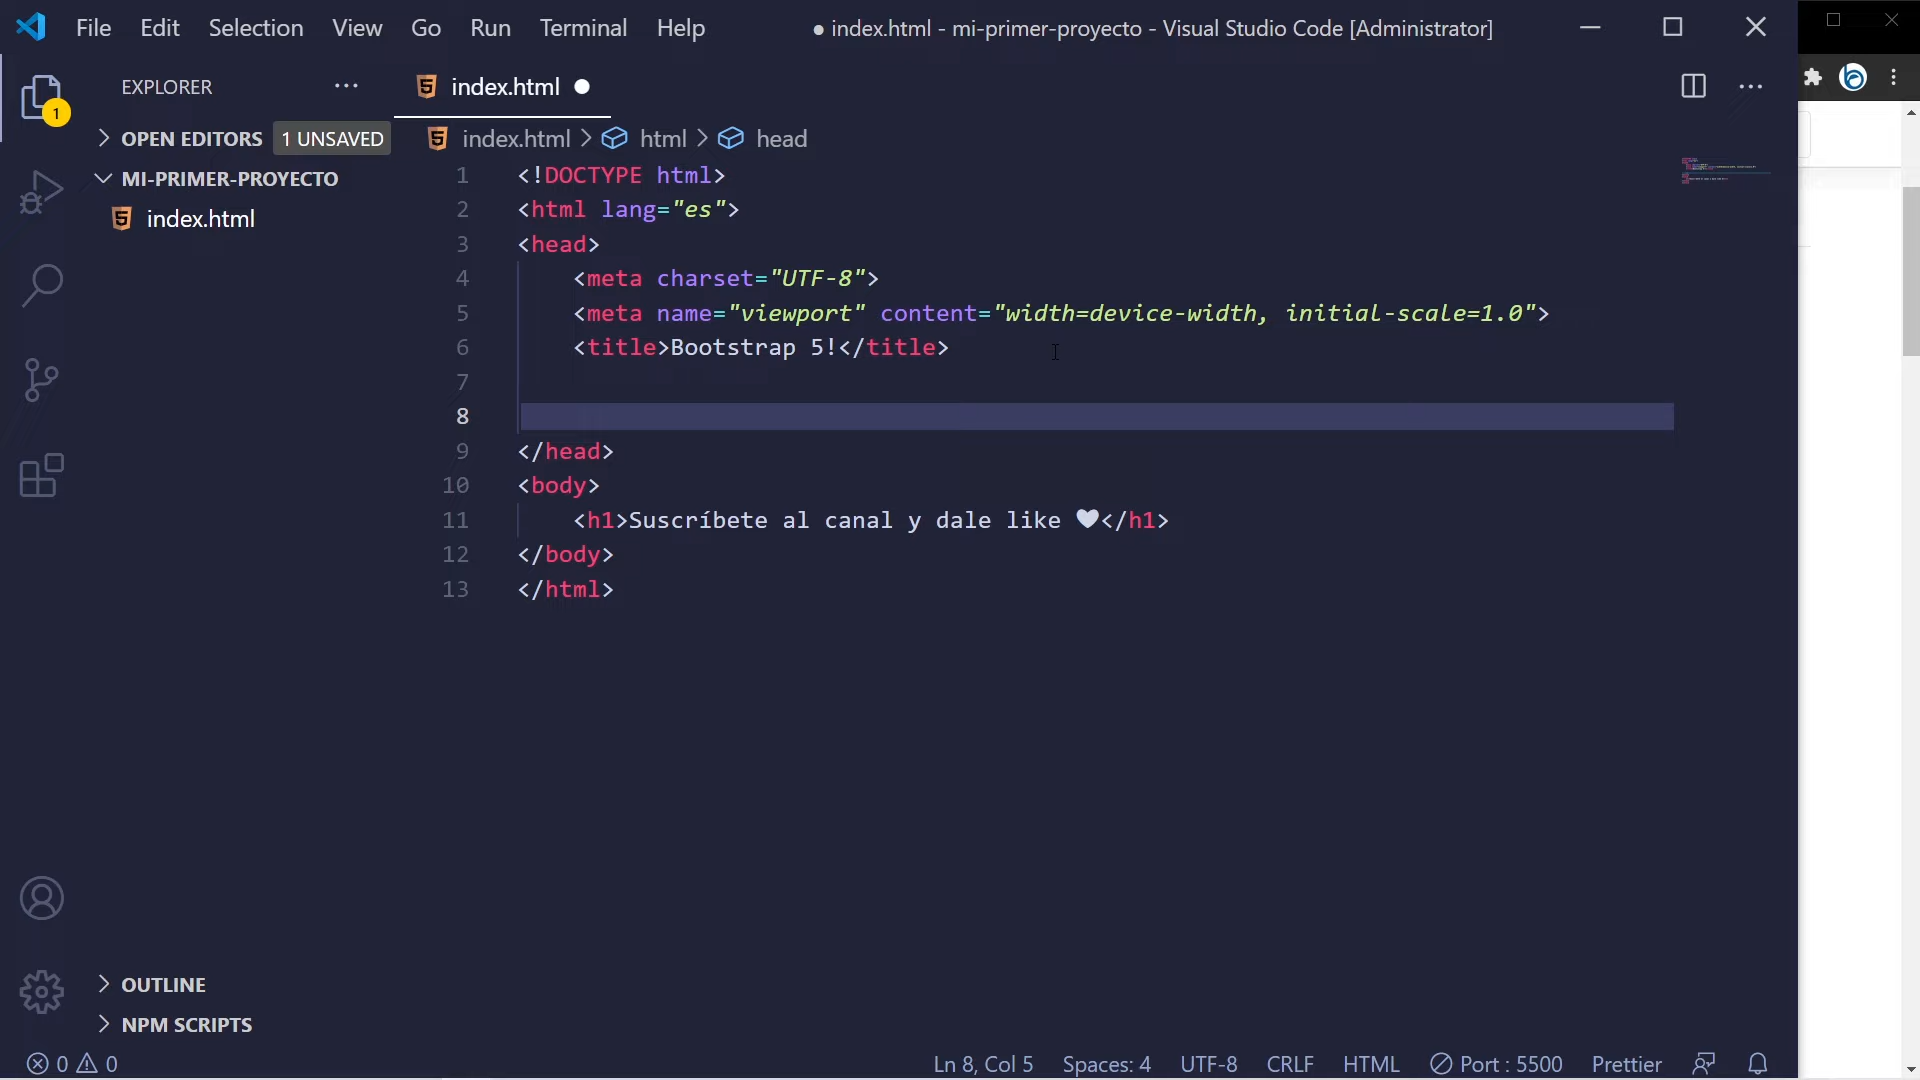 File Edit Selection View Go Run Terminal Help
● index.html - mi-primer-proyecto - Visual Studio Code [Administrator]
EXPLORER ···
index.html ●
1
OPEN EDITORS 1 UNSAVED
index.html > html > head
MI-PRIMER-PROYECTO
index.html
1 <!DOCTYPE html>
2 <html lang="es">
3 <head>
4 <meta charset="UTF-8">
5 <meta name="viewport" content="width=device-width, initial-scale=1.0">
6 <title>Bootstrap 5!</title>
7
8
9 </head>
10 <body>
11 <h1>Suscríbete al canal y dale like 🤍</h1>
12 </body>
13 </html>
OUTLINE
NPM SCRIPTS
0 0 Ln 8, Col 5 Spaces: 4 UTF-8 CRLF HTML Port : 5500 Prettier